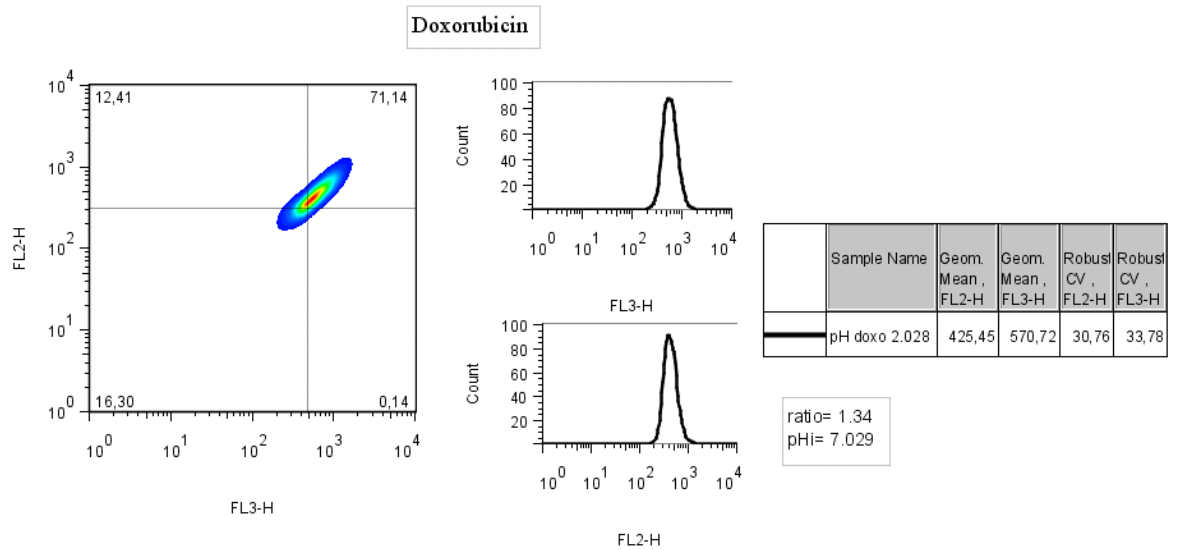 Doxorubicin
10^4
12,41 71,14
10^3
10^2
10^1
10^0
16,30 0,14
FL2-H
10^0 10^1 10^2 10^3 10^4
FL3-H
100
80
60
40
20
Count
10^0 10^1 10^2 10^3 10^4
FL3-H
100
80
60
40
20
Count
10^0 10^1 10^2 10^3 10^4
FL2-H
Sample Name Geom. Mean , FL2-H Geom. Mean , FL3-H Robust CV , FL2-H Robust CV , FL3-H
pH doxo 2.028 425,45 570,72 30,76 33,78
ratio= 1.34
pHi= 7.029